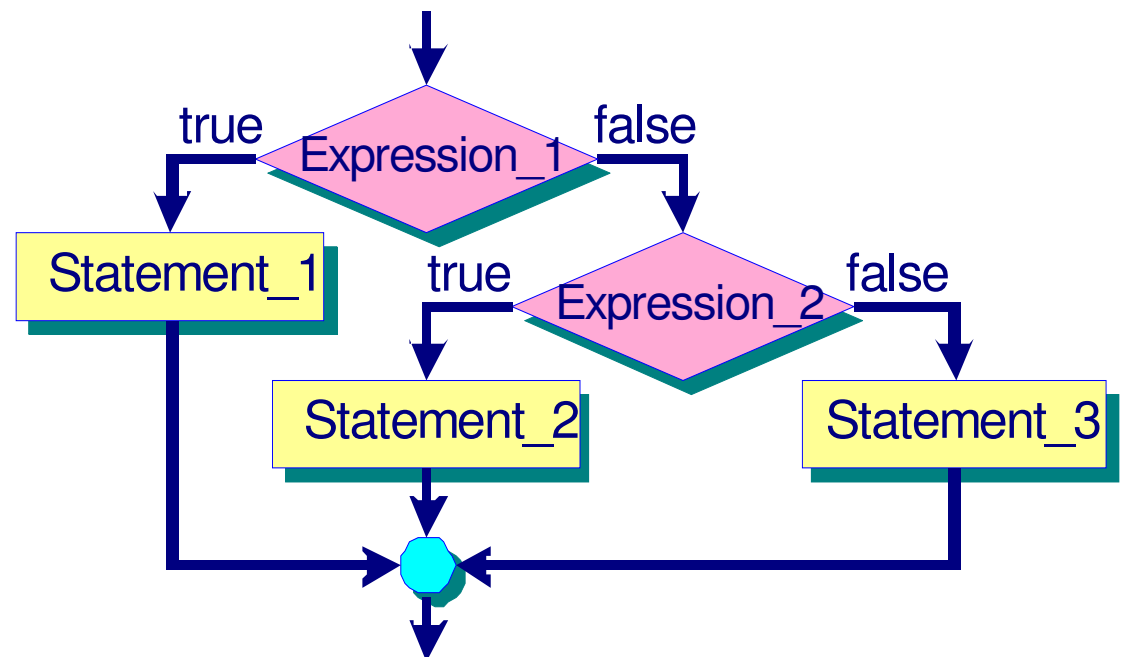 true
false
Expression_1
Statement_1
true
false
Expression_2
Statement_2
Statement_3